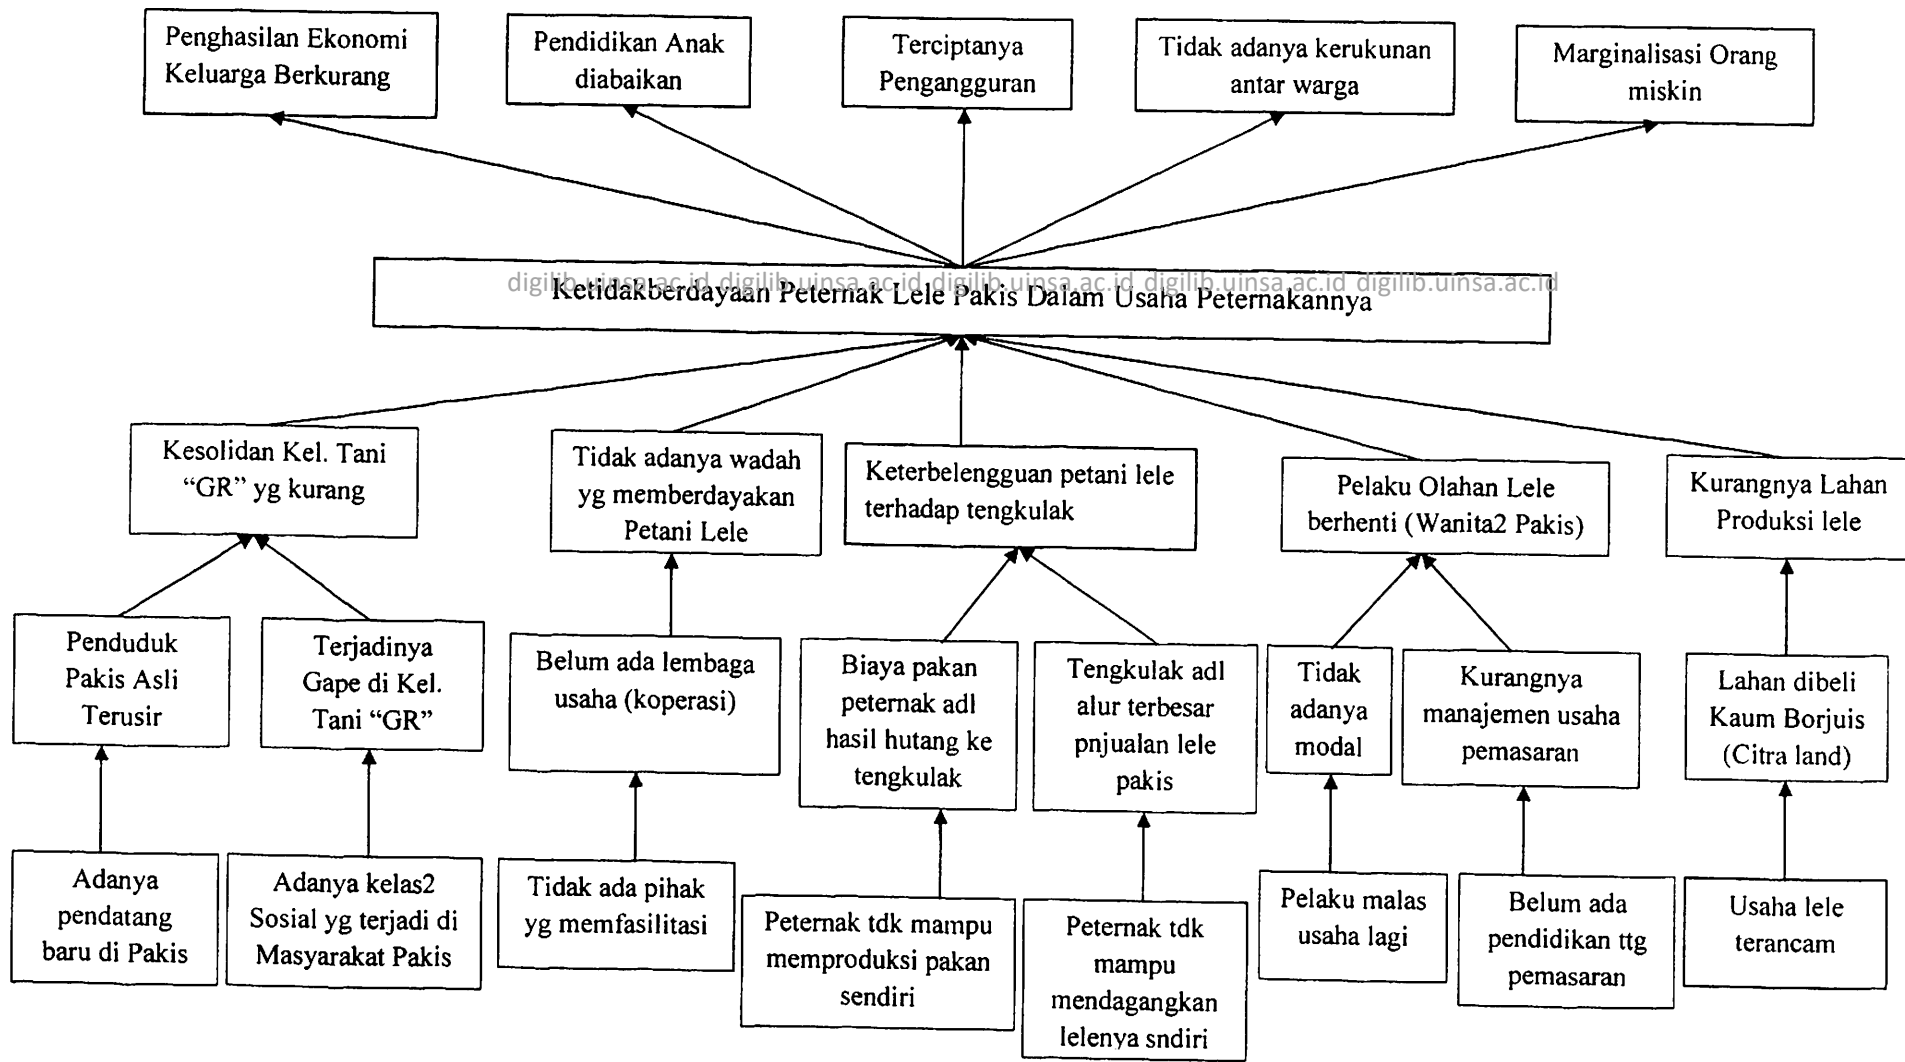 Penghasilan Ekonomi
Keluarga Berkurang
Pendidikan Anak
diabaikan
Terciptanya
Pengangguran
Tidak adanya kerukunan
antar warga
Marginalisasi Orang
miskin
digilib.uinsa.ac.id digilib.uinsa.ac.id digilib.uinsa.ac.id digilib.uinsa.ac.id digilib.uinsa.ac.id
Ketidakberdayaan Peternak Lele Pakis Dalam Usaha Peternakannya
Kesolidan Kel. Tani
“GR” yg kurang
Tidak adanya wadah
yg memberdayakan
Petani Lele
Keterbelengguan petani lele
terhadap tengkulak
Pelaku Olahan Lele
berhenti (Wanita2 Pakis)
Kurangnya Lahan
Produksi lele
Penduduk
Pakis Asli
Terusir
Terjadinya
Gape di Kel.
Tani “GR”
Belum ada lembaga
usaha (koperasi)
Biaya pakan
peternak adl
hasil hutang ke
tengkulak
Tengkulak adl
alur terbesar
pnjualan lele
pakis
Tidak
adanya
modal
Kurangnya
manajemen usaha
pemasaran
Lahan dibeli
Kaum Borjuis
(Citra land)
Adanya
pendatang
baru di Pakis
Adanya kelas2
Sosial yg terjadi di
Masyarakat Pakis
Tidak ada pihak
yg memfasilitasi
Peternak tdk mampu
memproduksi pakan
sendiri
Peternak tdk
mampu
mendagangkan
lelenya sndiri
Pelaku malas
usaha lagi
Belum ada
pendidikan ttg
pemasaran
Usaha lele
terancam